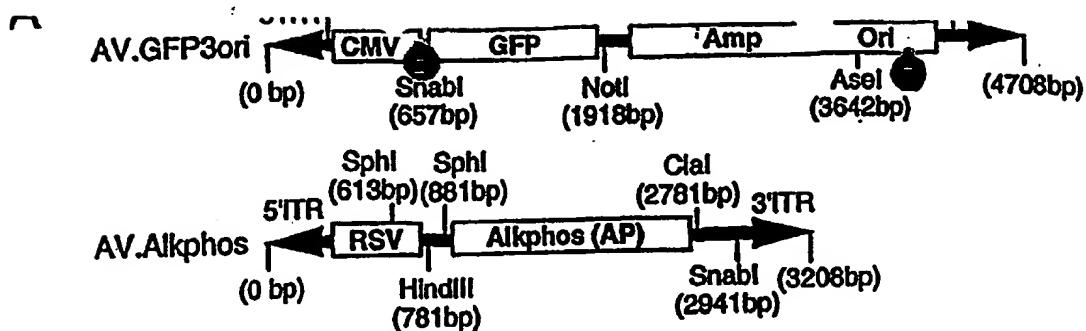 AV.GFP3ori
CMV GFP Amp Ori
(0 bp) SnabI NotI AseI (4708bp)
(657bp) (1918bp) (3642bp)
SphI SphI ClaI
(613bp) (881bp) (2781bp)
5'ITR 3'ITR
AV.Alkphos RSV Alkphos (AP)
(0 bp) HindIII SnabI (3208bp)
(781bp) (2941bp)